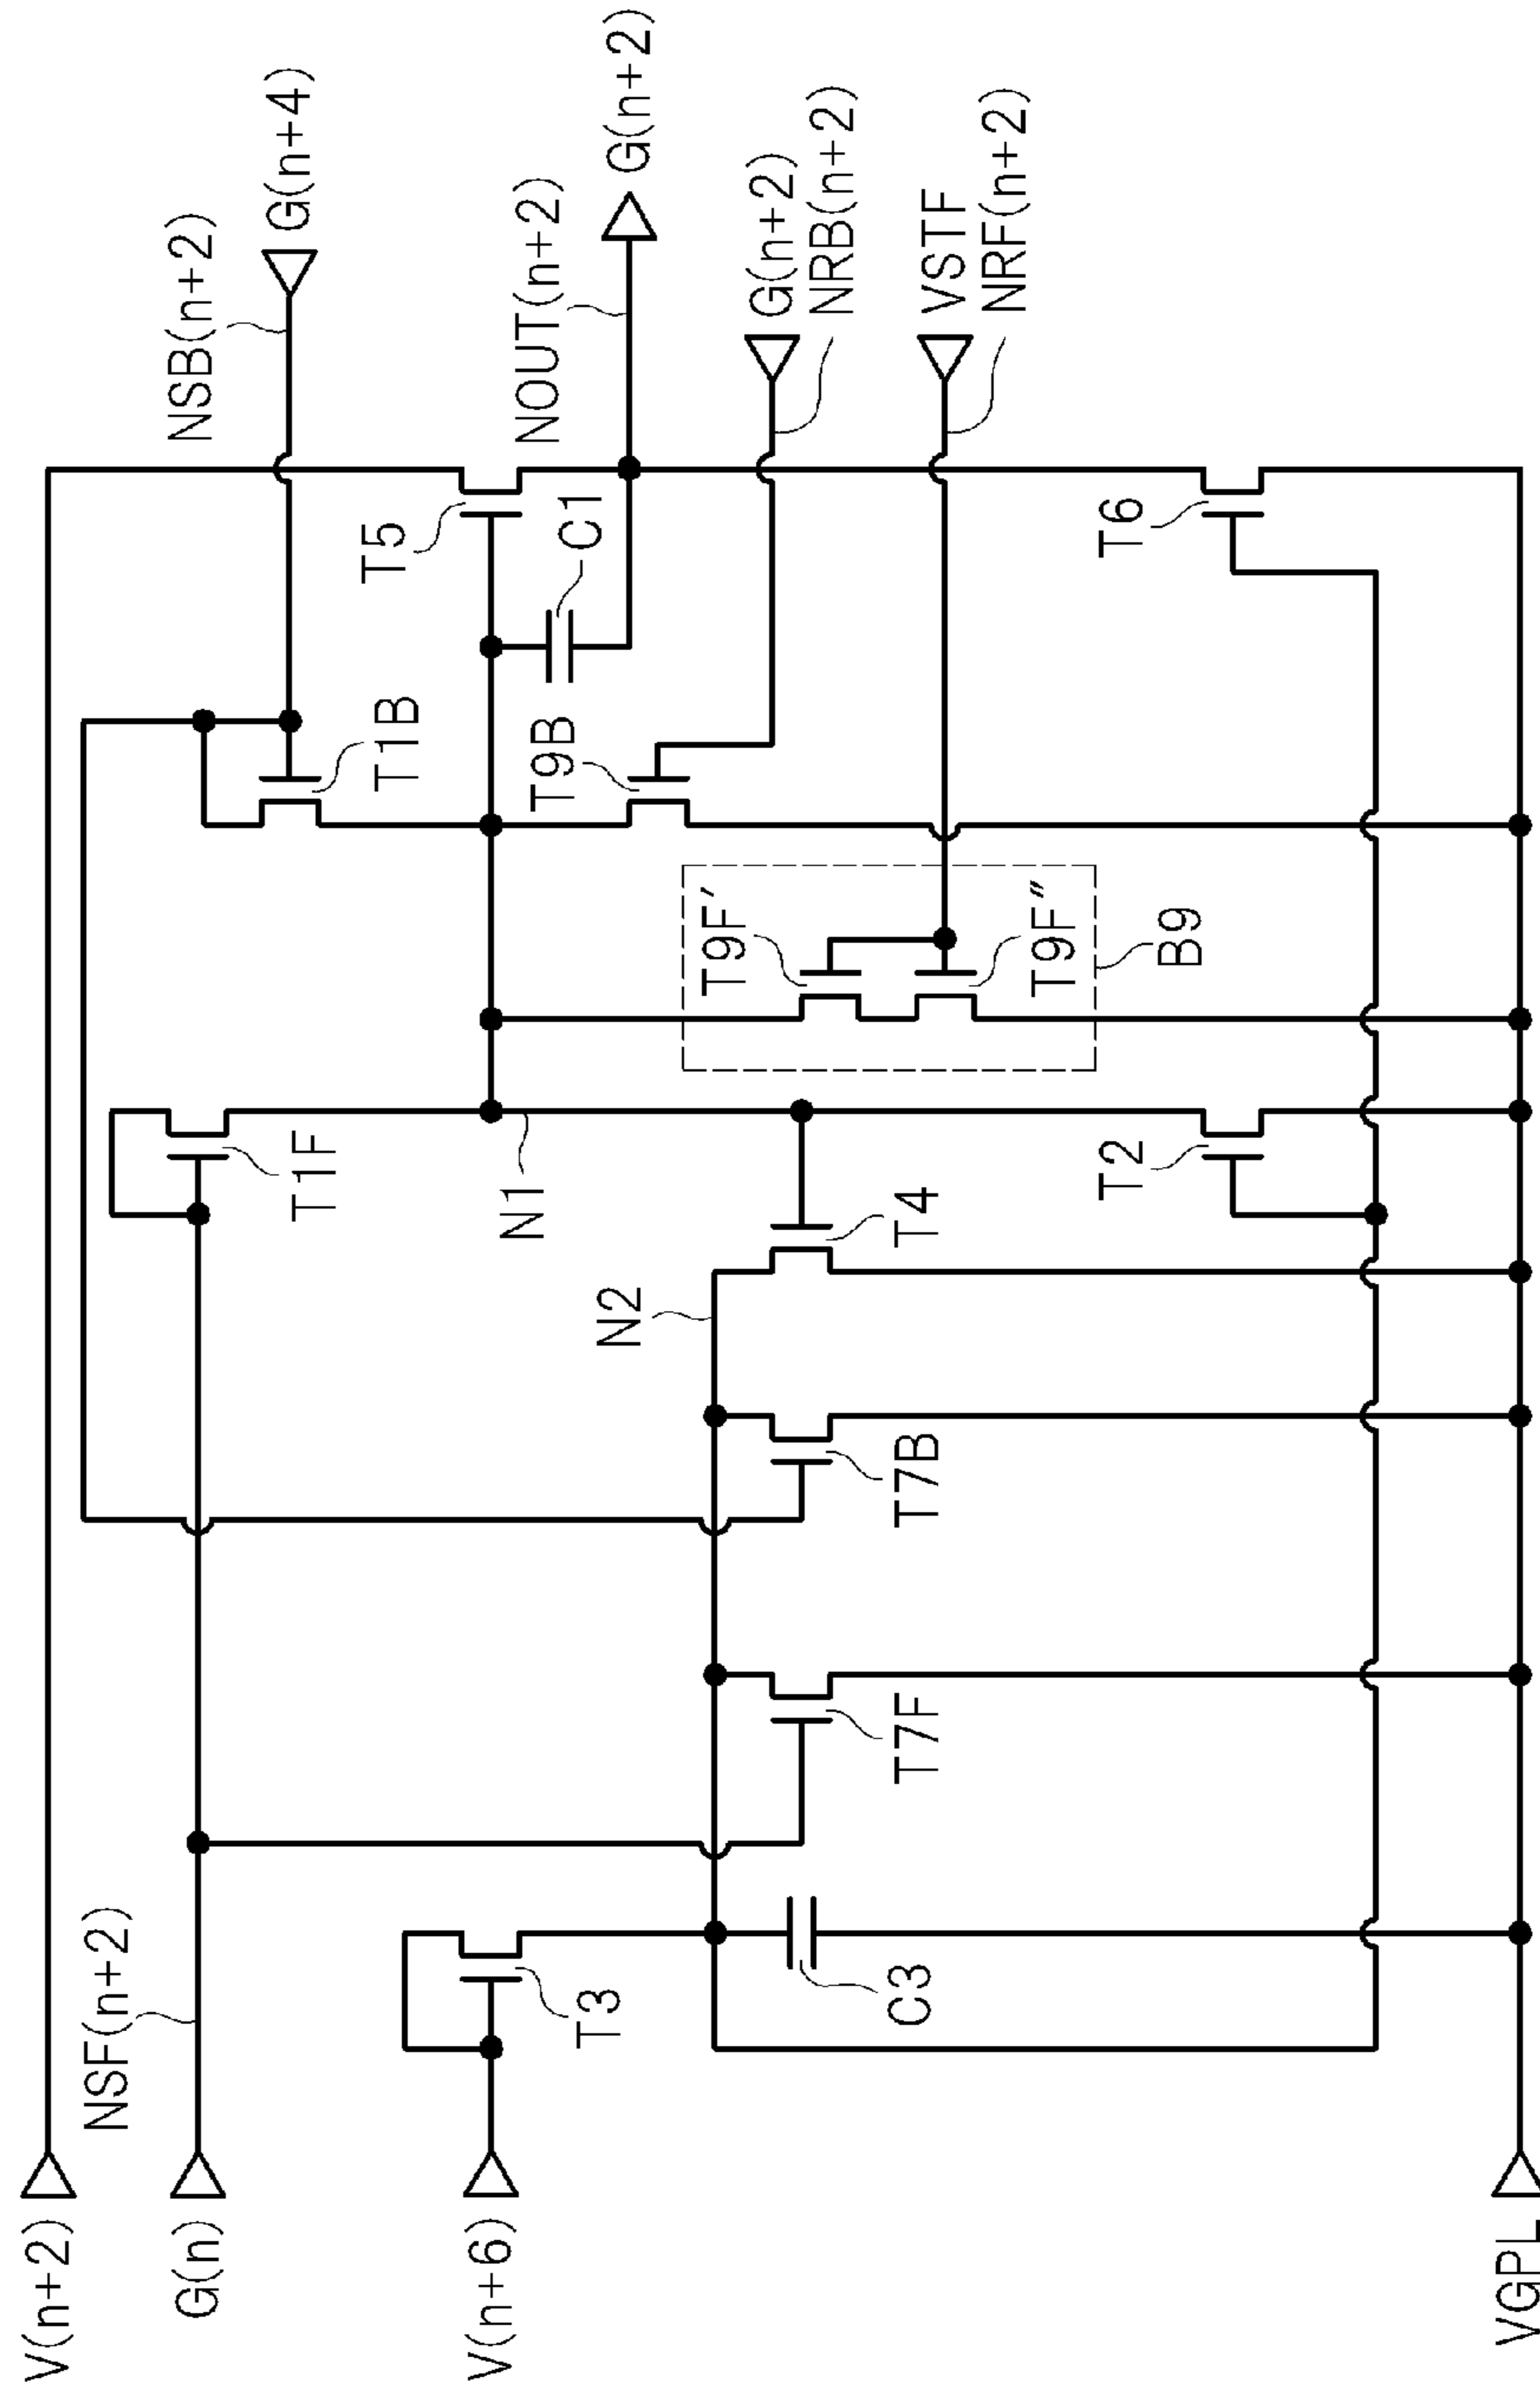 V(n+2)
G(n)
NSF(n+2)
V(n+6)
VGPL
T3
C3
T7F
T7B
N2
T4
T2
T1F
N1
T9F'
T9F"
B9
T1B
T9B
C1
T5
T6
NSB(n+2)
G(n+4)
NOUT(n+2)
G(n+2)
G(n+2)
NRB(n+2)
VSTF
NRF(n+2)